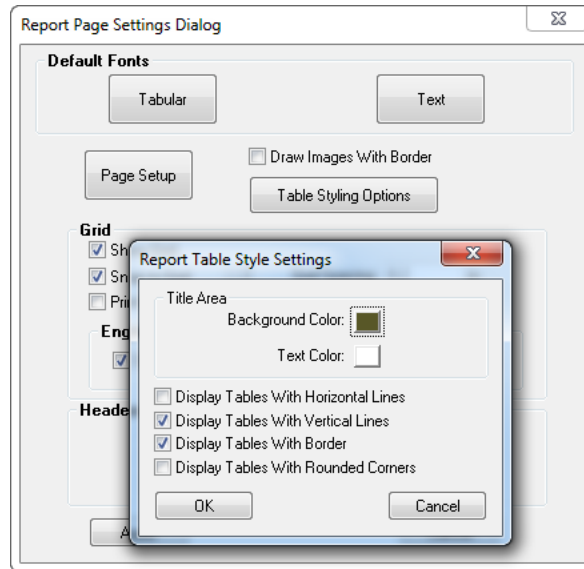 Report Page Settings Dialog
Default Fonts
Tabular
Text
Draw Images With Border
Page Setup
Table Styling Options
Grid
Report Table Style Settings
Title Area
Background Color:
Text Color:
Display Tables With Horizontal Lines
Display Tables With Vertical Lines
Display Tables With Border
Display Tables With Rounded Corners
OK
Cancel